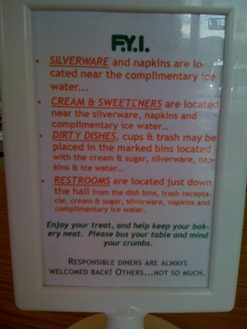 F.Y.I.
• SILVERWARE and napkins are lo-
cated near the complimentary ice
water...
• CREAM & SWEETENERS are located
near the silverware, napkins and
complimentary ice water...
• DIRTY DISHES, cups & trash may be
placed in the marked bins located
with the cream & sugar, silverware, nap-
kins & ice water...
• RESTROOMS are located just down
the hall from the dish bins, trash recepta-
cle, cream & sugar, silverware, napkins and
complimentary ice water.
Enjoy your treat, and help keep our bak-
ery neat. Please bus your table and mind
your crumbs.
RESPONSIBLE DINERS ARE ALWAYS
WELCOMED BACK! OTHERS...NOT SO MUCH.